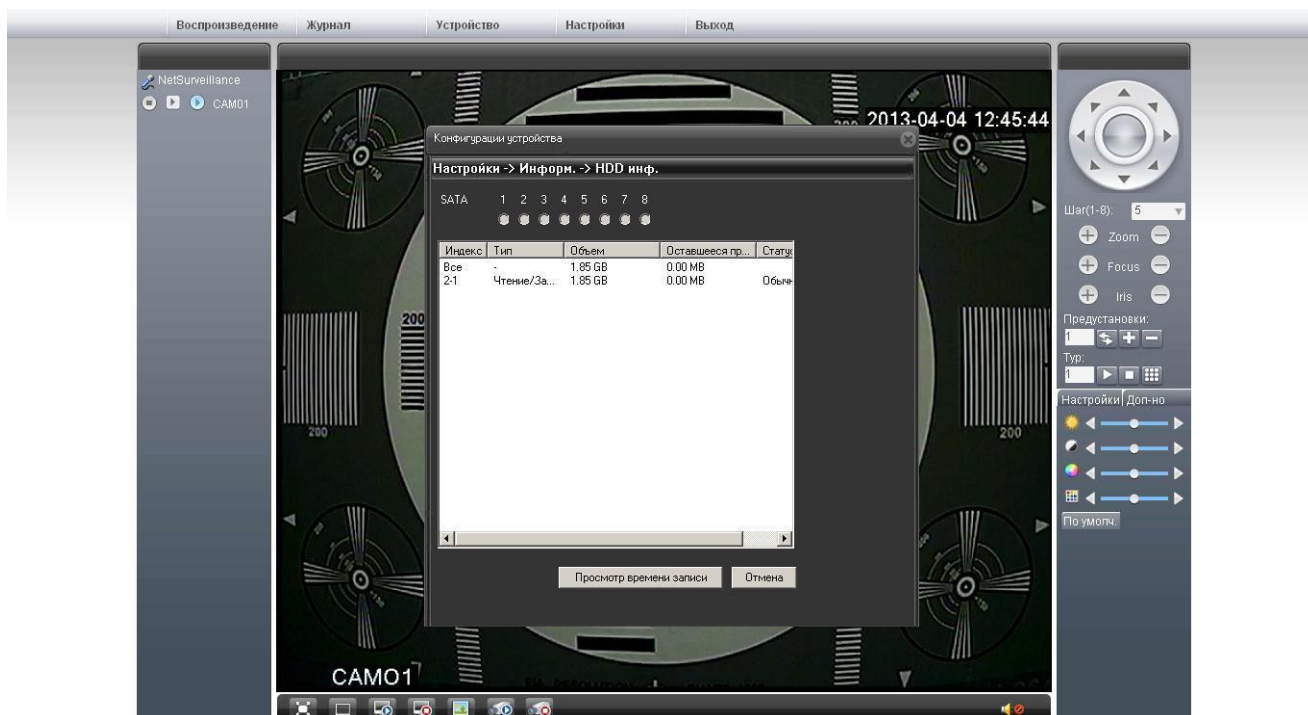 Воспроизведение Журнал Устройство Настройки Выход
NetSurveillance
CAM01
2013-04-04 12:45:44
Конфигурации устройства
Настройки -> Информ. -> HDD инф.
SATA 1 2 3 4 5 6 7 8
Индекс Тип Объем Оставшееся пр... Статус
Все - 1.85 GB 0.00 MB
2-1 Чтение/За... 1.85 GB 0.00 MB Обычн
Просмотр времени записи Отмена
200
200
200
CAM01
Шаг(1-8): 5
Zoom
Focus
Iris
Предустановки:
1
Тур:
1
Настройки Доп-но
По умолч.